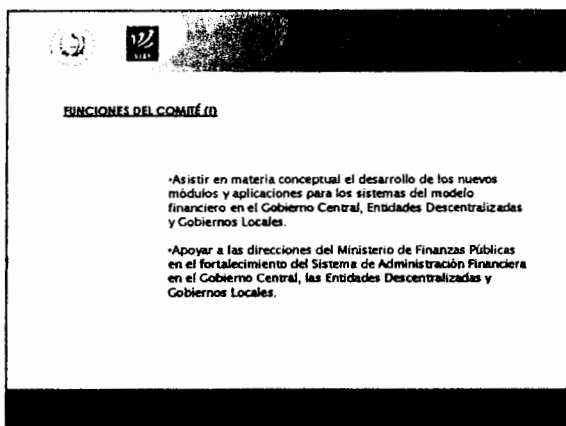 FUNCIONES DEL COMITÉ (I)
•Asistir en materia conceptual el desarrollo de los nuevos
módulos y aplicaciones para los sistemas del modelo
financiero en el Gobierno Central, Entidades Descentralizadas
y Gobiernos Locales.
•Apoyar a las direcciones del Ministerio de Finanzas Públicas
en el fortalecimiento del Sistema de Administración Financiera
en el Gobierno Central, las Entidades Descentralizadas y
Gobiernos Locales.